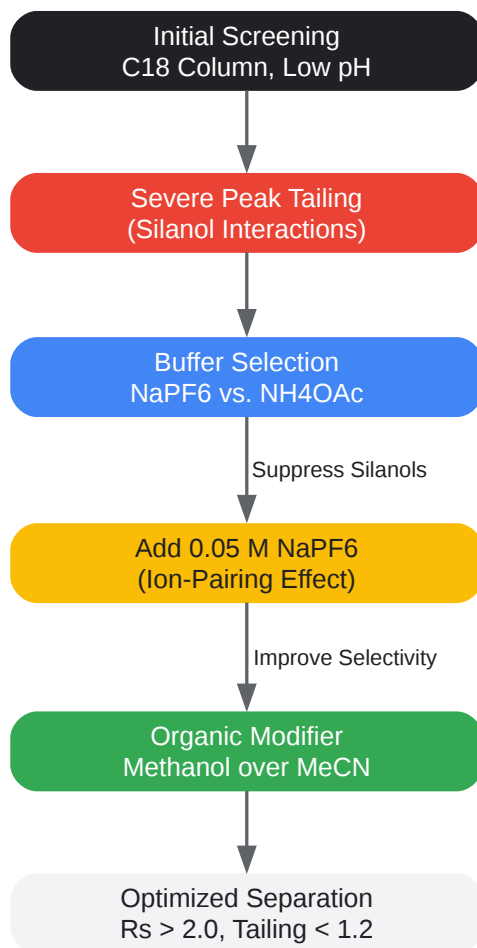 Initial Screening
C18 Column, Low pH
Severe Peak Tailing
(Silanol Interactions)
Buffer Selection
NaPF6 vs. NH4OAc
Suppress Silanols
Add 0.05 M NaPF6
(Ion-Pairing Effect)
Improve Selectivity
Organic Modifier
Methanol over MeCN
Optimized Separation
Rs > 2.0, Tailing < 1.2